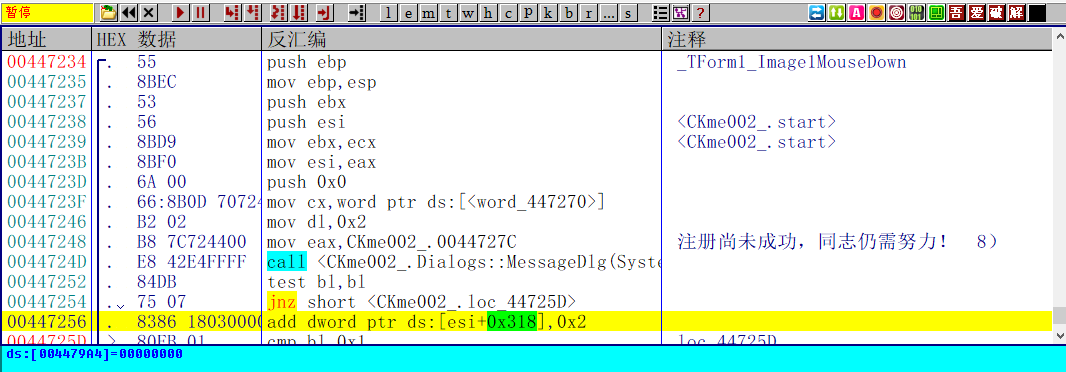 暂停 l e m t w h c p k b r ... s ? A 吾 爱 破 解
地址 HEX 数据 反汇编 注释
00447234 . 55 push ebp _TForm1_Image1MouseDown
00447235 . 8BEC mov ebp,esp
00447237 . 53 push ebx
00447238 . 56 push esi <CKme002_.start>
00447239 . 8BD9 mov ebx,ecx <CKme002_.start>
0044723B . 8BF0 mov esi,eax
0044723D . 6A 00 push 0x0
0044723F . 66:8B0D 70724 mov cx,word ptr ds:[<word_447270>]
00447246 . B2 02 mov dl,0x2
00447248 . B8 7C724400 mov eax,CKme002_.0044727C 注册尚未成功，同志仍需努力！ 8）
0044724D . E8 42E4FFFF call <CKme002_.Dialogs::MessageDlg(Syste
00447252 . 84DB test bl,bl
00447254 . 75 07 jnz short <CKme002_.loc_44725D>
00447256 . 8386 18030000 add dword ptr ds:[esi+0x318],0x2
0044725D > 80EB 01 cmp bl,0x1 loc_44725D
ds:[004479A4]=00000000